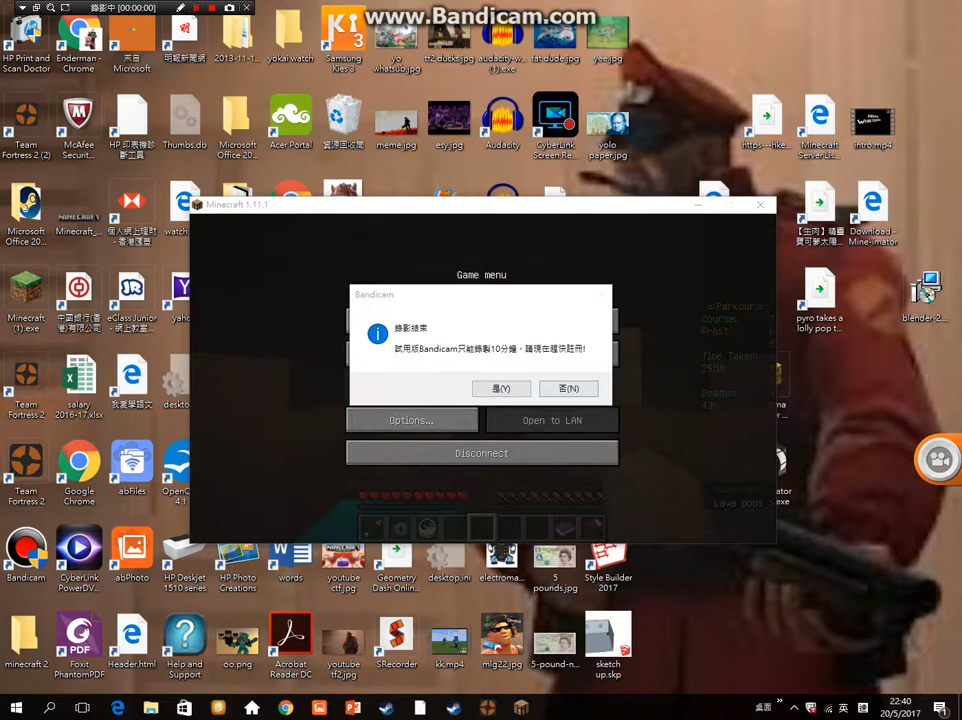 錄影中 [00:00:00]
www.Bandicam.com
HP Print and
Scan Doctor
Enderman -
Chrome
來自
Microsoft
明報新聞網
2013-11-1...
yokai watch
Samsung
Kies 3
yo
whatsub.jpg
tf2 ducks.jpg
audacity-w...
(1).exe
fat dude.jpg
yee.jpg
Team
Fortress 2 (2)
McAfee
Securit...
HP 印表機診
斷工具
Thumbs.db
Microsoft
Office 20...
Acer Portal
資源回收筒
meme.jpg
esy.jpg
Audacity
CyberLink
Screen Re...
yolo
paper.jpg
https---hke...
Minecraft
Server Lis...
intro.mp4
Microsoft
Office 20...
Minecraft_...
個人網上理財
- 香港匯豐
watch.
Minecraft 1.11.1
【生肉】精靈
寶可夢太陽...
Download -
Mine-imator
Game menu
Bandicam
錄影結束
試用版Bandicam只能錄製10分鐘，請現在趕快註冊!
是(Y)
否(N)
=Parkour=
Course:
Frost
Time Taken:
25:19
Deaths:
436
Minecraft
(1).exe
中國銀行(香
港)有限公司
eClass Junior
- 網上教室...
yaho
pyro takes a
lolly pop t...
blender-2...
Options...
Open to LAN
Disconnect
Team
Fortress 2
salary
2016-17.xlsx
我愛學語文
deskto
Lava pops
Team
Fortress 2
Google
Chrome
abFiles
OpenC
4.1.
Bandicam
CyberLink
PowerDV...
abPhoto
HP Deskjet
1510 series
HP Photo
Creations
words
youtube
ctf.jpg
Geometry
Dash Onlin...
desktop.ini
electroma...
5
pounds.jpg
Style Builder
2017
minecraft 2
Foxit
PhantomPDF
Header.html
Help and
Support
oo.png
Acrobat
Reader DC
youtube
tf2.jpg
SRecorder
kk.mp4
mlg22.jpg
5-pound-n...
sketch
up.skp
桌面
英
22:40
20/5/2017